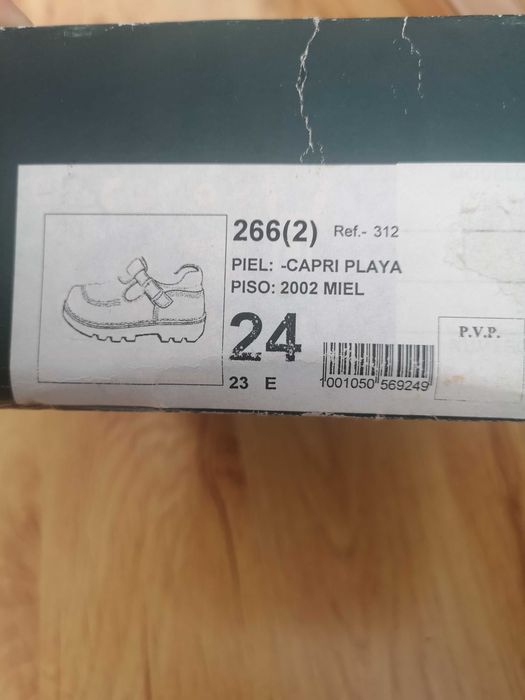 266(2) Ref.- 312
PIEL: -CAPRI PLAYA
PISO: 2002 MIEL
24
23 E
1001050 569249
P.V.P.